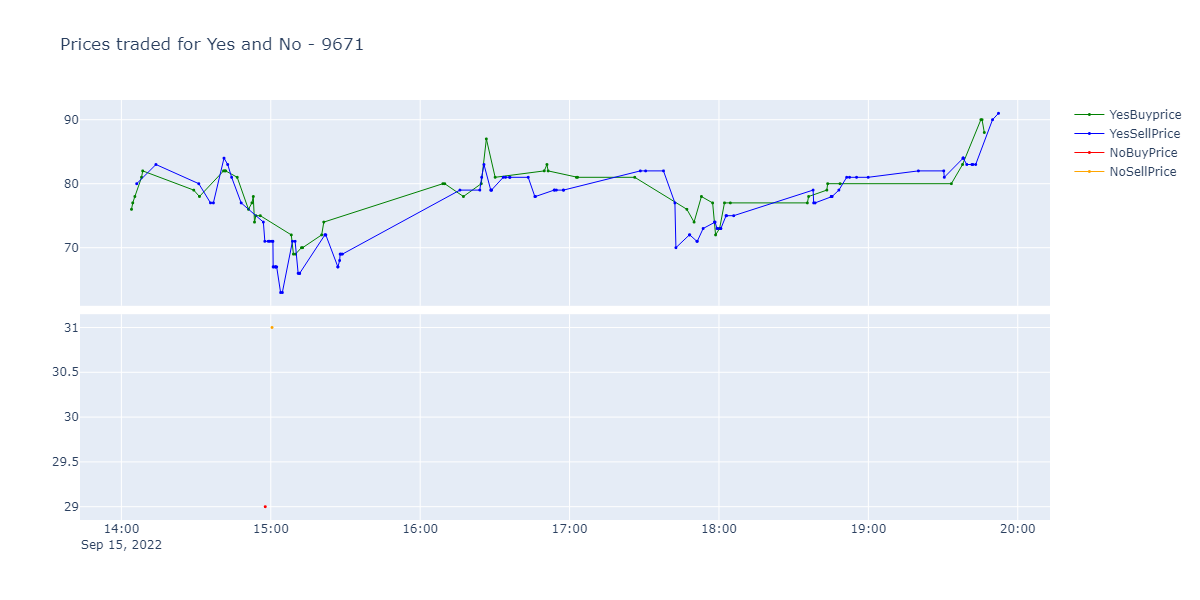 Prices traded for Yes and No - 9671
90
80
70
YesBuyprice
YesSellPrice
NoBuyPrice
NoSellPrice
31
30.5
30
29.5
29
14:00 15:00 16:00 17:00 18:00 19:00 20:00
Sep 15, 2022